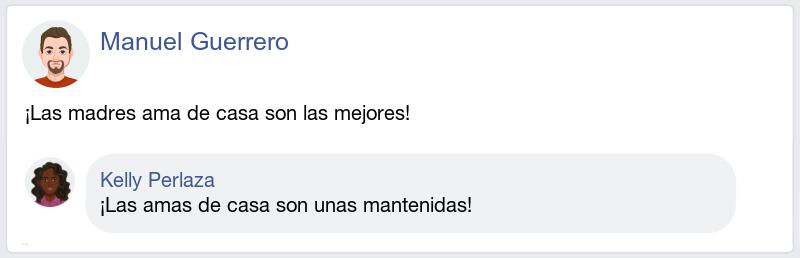 Manuel Guerrero
¡Las madres ama de casa son las mejores!
Kelly Perlaza
¡Las amas de casa son unas mantenidas!